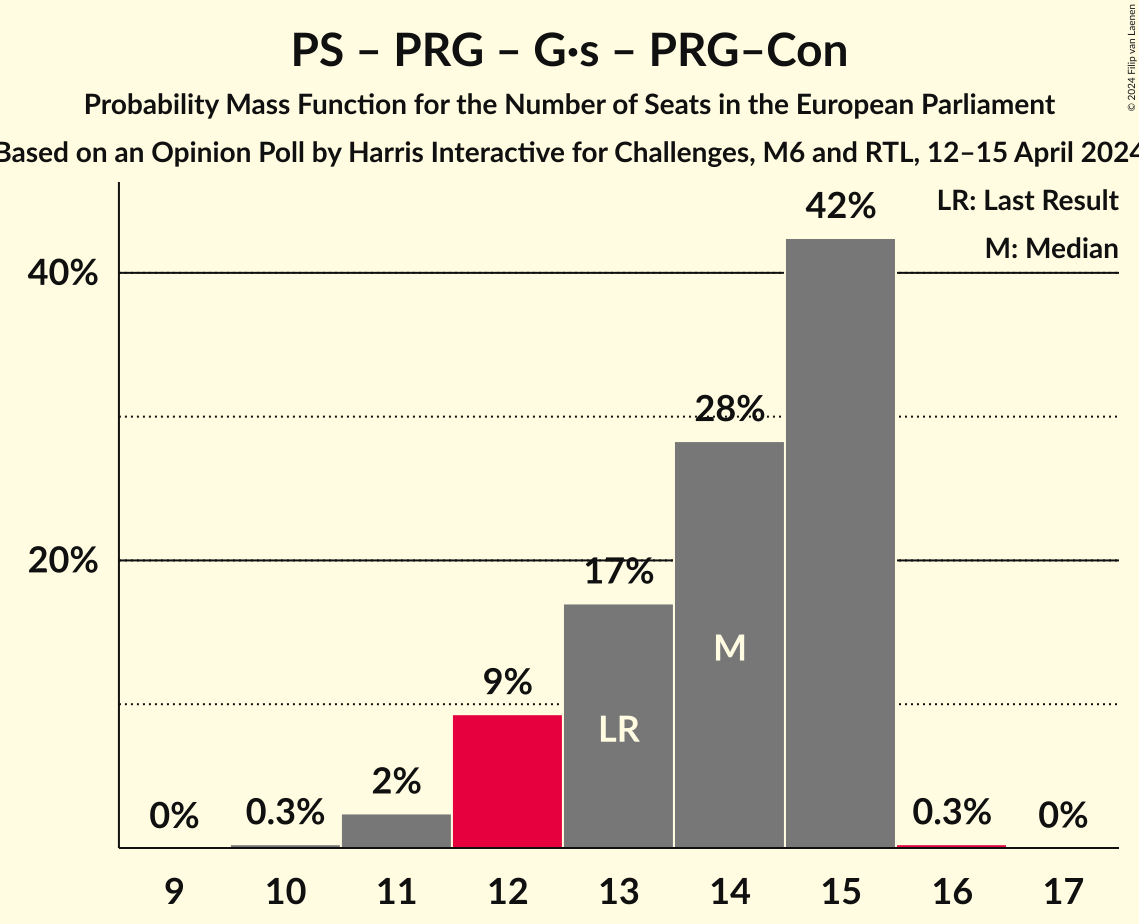 PS – PRG – G·s – PRG–Con
Probability Mass Function for the Number of Seats in the European Parliament
Based on an Opinion Poll by Harris Interactive for Challenges, M6 and RTL, 12–15 April 2024
© 2024 Filip van Laenen
LR: Last Result
M: Median
40%
20%
0%
0.3%
2%
9%
17%
28%
42%
0.3%
0%
LR
M
9 10 11 12 13 14 15 16 17